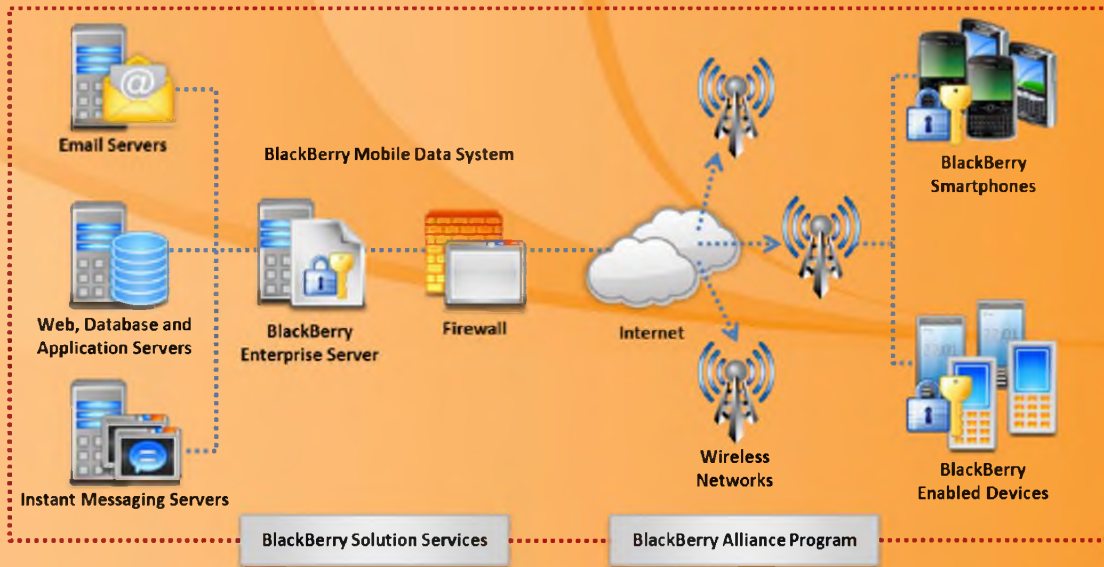 Email Servers
BlackBerry Mobile Data System
BlackBerry
Smartphones
Web, Database and
Application Servers
BlackBerry
Enterprise Server
Firewall
Internet
Wireless
Networks
Instant Messaging Servers
BlackBerry
Enabled Devices
BlackBerry Solution Services
BlackBerry Alliance Program